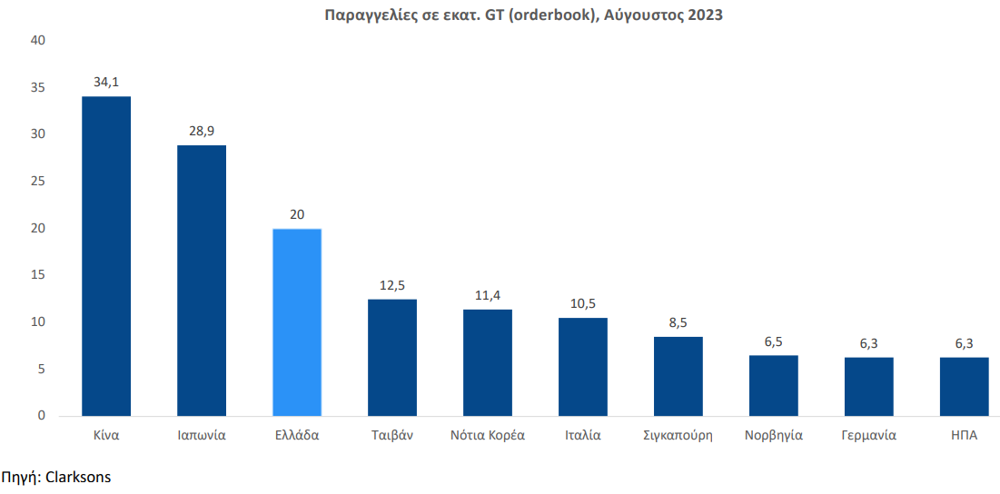 Παραγγελίες σε εκατ. GT (orderbook), Αύγουστος 2023
40
35
30
25
20
15
10
5
0
34,1
28,9
20
12,5
11,4
10,5
8,5
6,5
6,3
6,3
Κίνα
Ιαπωνία
Ελλάδα
Ταιβάν
Νότια Κορέα
Ιταλία
Σιγκαπούρη
Νορβηγία
Γερμανία
ΗΠΑ
Πηγή: Clarksons